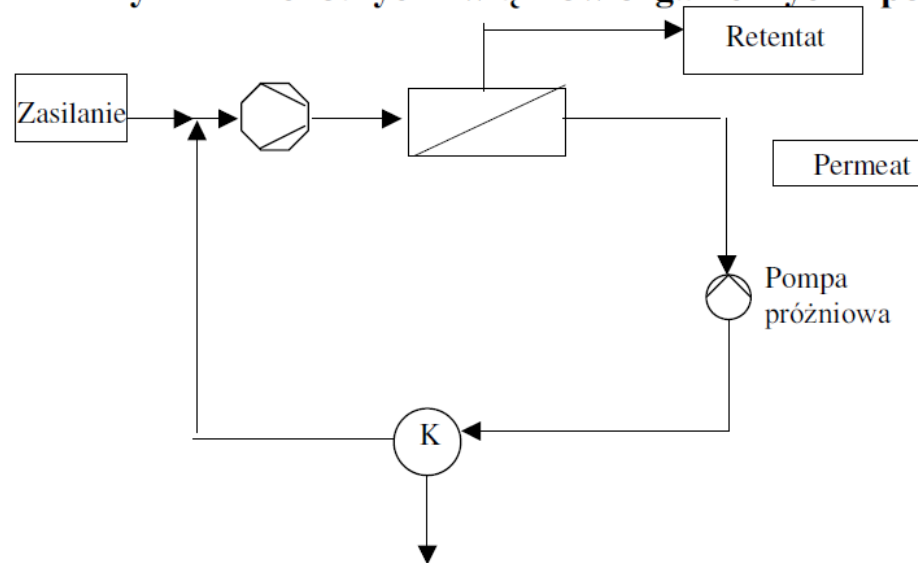 Retentat
Zasilanie
Permeat
Pompa
próżniowa
K